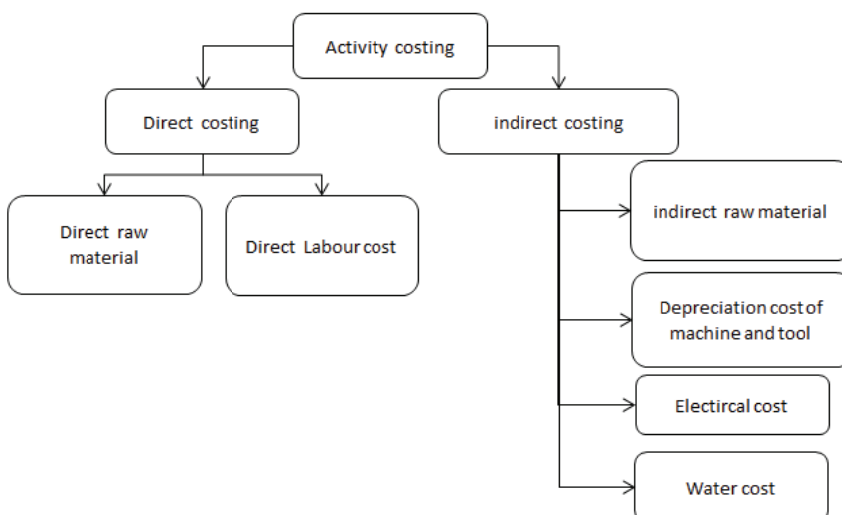 Activity costing
Direct costing
indirect costing
Direct raw
material
Direct Labour cost
indirect raw material
Depreciation cost of
machine and tool
Electircal cost
Water cost